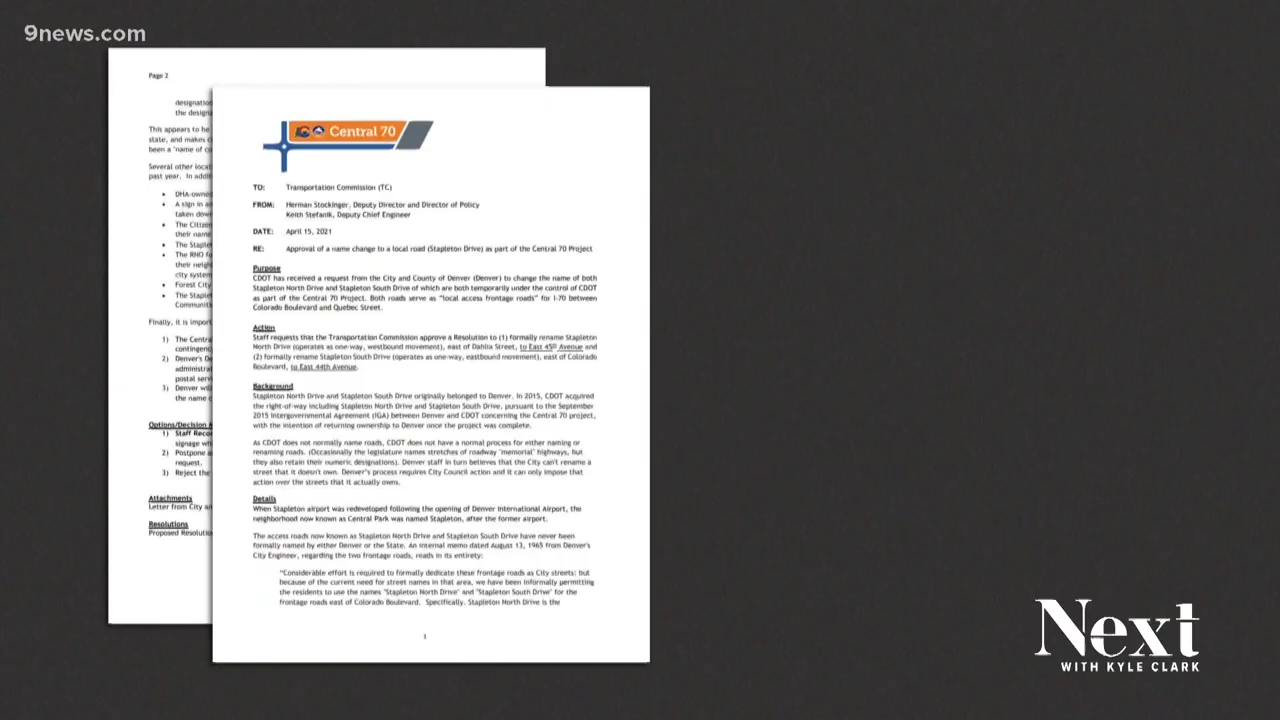 9news.com
Page 2
designation
the design
This appears to be
state, and makes
been a "name of
Several other
past year. In
• DHA-owned
• A sign in
taken down
• The Citizen
their name
• The
• The RNO
their
city system
• Forest City
• The
Finally, it is
1) The
2) Denver's
postal
3) Denver
the name
1) Staff
signage
2) Postpone
request.
3) Reject the
Attachments
Letter from City
Resolutions
Proposed
Central 70
TO: Transportation Commission (TC)
FROM: Herman Stockinger, Deputy Director and Director of Policy
Keith Stefanik, Deputy Chief Engineer
DATE: April 15, 2021
RE: Approval of a name change to a local road (Stapleton Drive) as part of the Central 70 Project
Purpose
CDOT has received a request from the City and County of Denver (Denver) to change the name of both
Stapleton North Drive and Stapleton South Drive of which are both temporarily under the control of CDOT
as part of the Central 70 Project. Both roads serve as "local access frontage roads" for I-70 between
Colorado Boulevard and Quebec Street.
Action
Staff requests that the Transportation Commission approve a Resolution to (1) formally rename Stapleton
North Drive (operates as one-way, westbound movement), east of Dahlia Street, to East 45th Avenue and
(2) formally rename Stapleton South Drive (operates as one-way, eastbound movement), east of Colorado
Boulevard, to East 44th Avenue.
Background
Stapleton North Drive and Stapleton South Drive originally belonged to Denver. In 2015, CDOT acquired
the right-of-way including Stapleton North Drive and Stapleton South Drive, pursuant to the September
2015 Intergovernmental Agreement (IGA) between Denver and CDOT concerning the Central 70 project,
with the intention of returning ownership to Denver once the project was complete.
As CDOT does not normally name roads, CDOT does not have a normal process for either naming or
renaming roads. (Occasionally the legislature names stretches of roadway "memorial" highways, but
they also retain their numeric designations). Denver staff in turn believes that the City can't rename a
street that it doesn't own. Denver's process requires City Council action and it can only impose that
action over the streets that it actually owns.
Details
When Stapleton airport was redeveloped following the opening of Denver International Airport, the
neighborhood now known as Central Park was named Stapleton, after the former airport.
The access roads now known as Stapleton North Drive and Stapleton South Drive have never been
formally named by either Denver or the State. An internal memo dated August 13, 1965 from Denver's
City Engineer, regarding the two frontage roads, reads in its entirety:
"Considerable effort is required to formally dedicate these frontage roads as City streets; but
because of the current need for street names in that area, we have been informally permitting
the residents to use the names "Stapleton North Drive" and "Stapleton South Drive" for the
frontage roads east of Colorado Boulevard. Specifically, Stapleton North Drive is the
1
Next
WITH KYLE CLARK